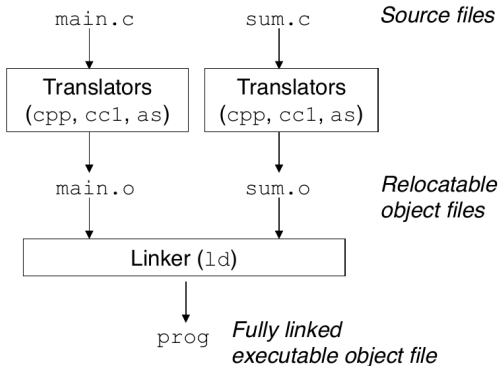 main.c sum.c Source files
Translators Translators
(cpp, cc1, as) (cpp, cc1, as)
main.o sum.o Relocatable
object files
Linker (ld)
prog Fully linked
executable object file